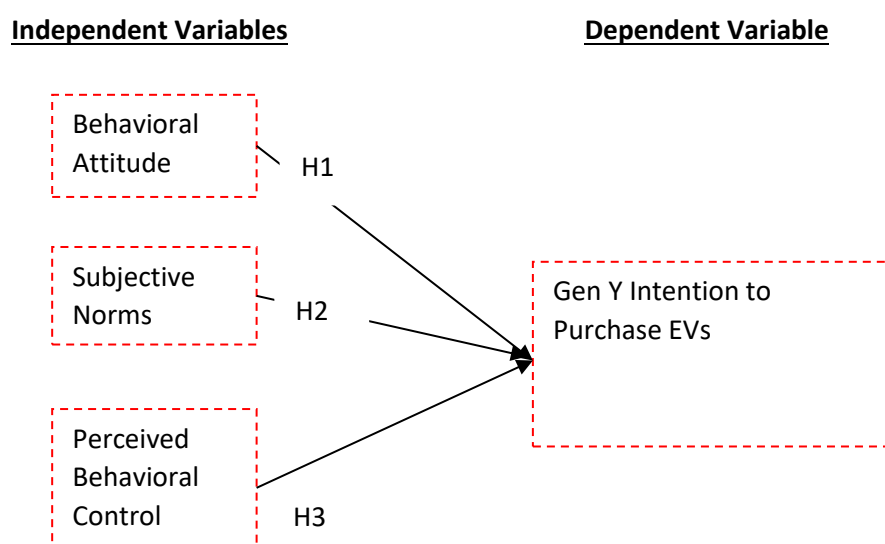 Independent Variables
Dependent Variable
Behavioral
Attitude
H1
Subjective
Norms
H2
Gen Y Intention to
Purchase EVs
Perceived
Behavioral
Control
H3